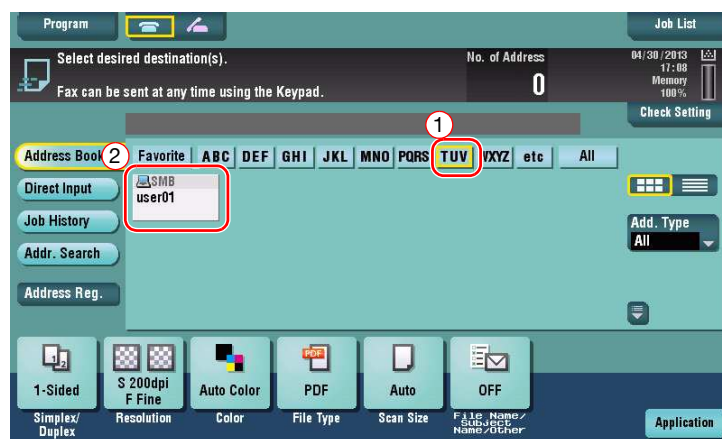 Program
Job List
Select desired destination(s).
Fax can be sent at any time using the Keypad.
No. of Address
0
04/30/2013
17:08
Memory
100%
Check Setting
1
Address Book
2
Favorite ABC DEF GHI JKL MNO PQRS TUV WXYZ etc All
SMB
user01
Direct Input
Job History
Addr. Search
Address Reg.
Add. Type
All
1-Sided
S 200dpi
F Fine
Auto Color
PDF
PDF
Auto
OFF
Simplex/
Duplex
Resolution
Color
File Type
Scan Size
File Name/
Subject
Name/Other
Application